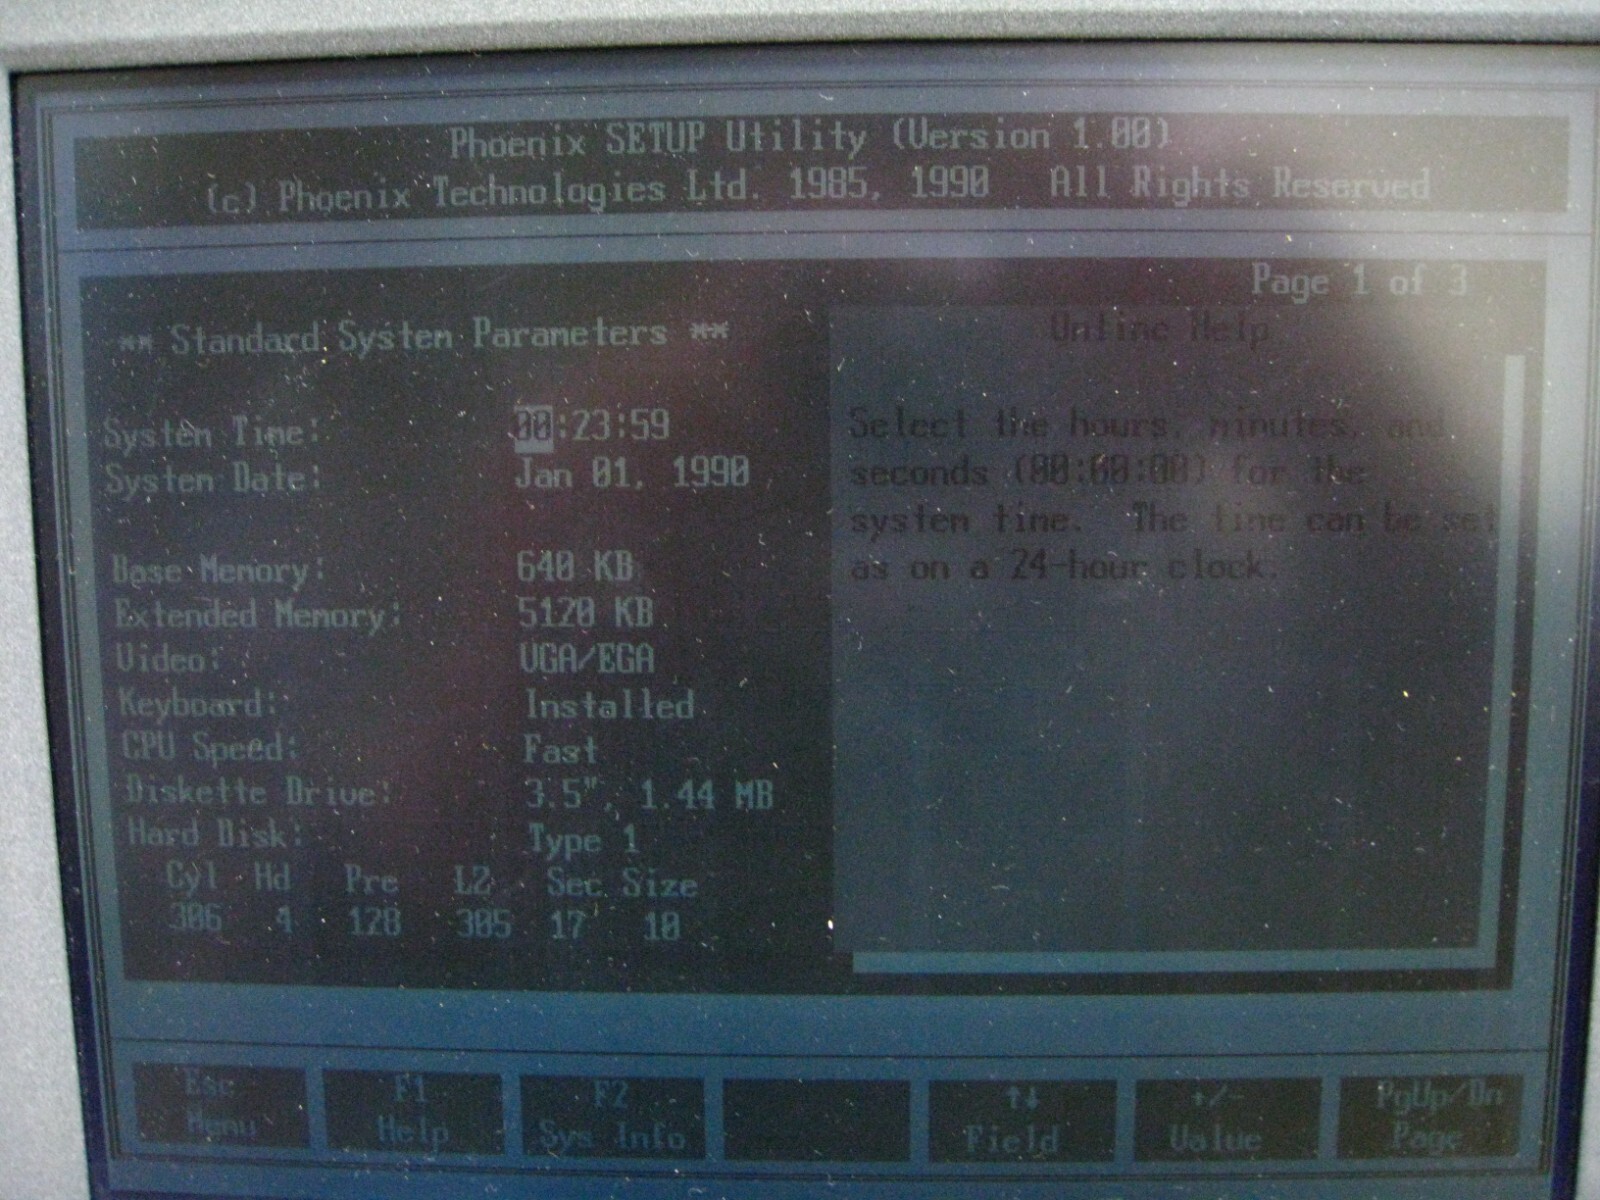 Phoenix SETUP Utility (Version 1.00)
(c) Phoenix Technologies Ltd. 1985, 1990 All Rights Reserved
Page 1 of 3
** Standard System Parameters **
Online Help
System Time: 00:23:59
System Date: Jan 01, 1990
Select the hours, minutes, and
seconds (00:00:00) for the
system time. The time can be set
as on a 24-hour clock.
Base Memory: 640 KB
Extended Memory: 5120 KB
Video: VGA/EGA
Keyboard: Installed
CPU Speed: Fast
Diskette Drive: 3.5", 1.44 MB
Hard Disk: Type 1
Cyl Hd Pre LZ Sec Size
306 4 128 305 17 10
Esc F1 F2 ↑↓ +/- PgUp/Dn
Menu Help Sys Info Field Value Page